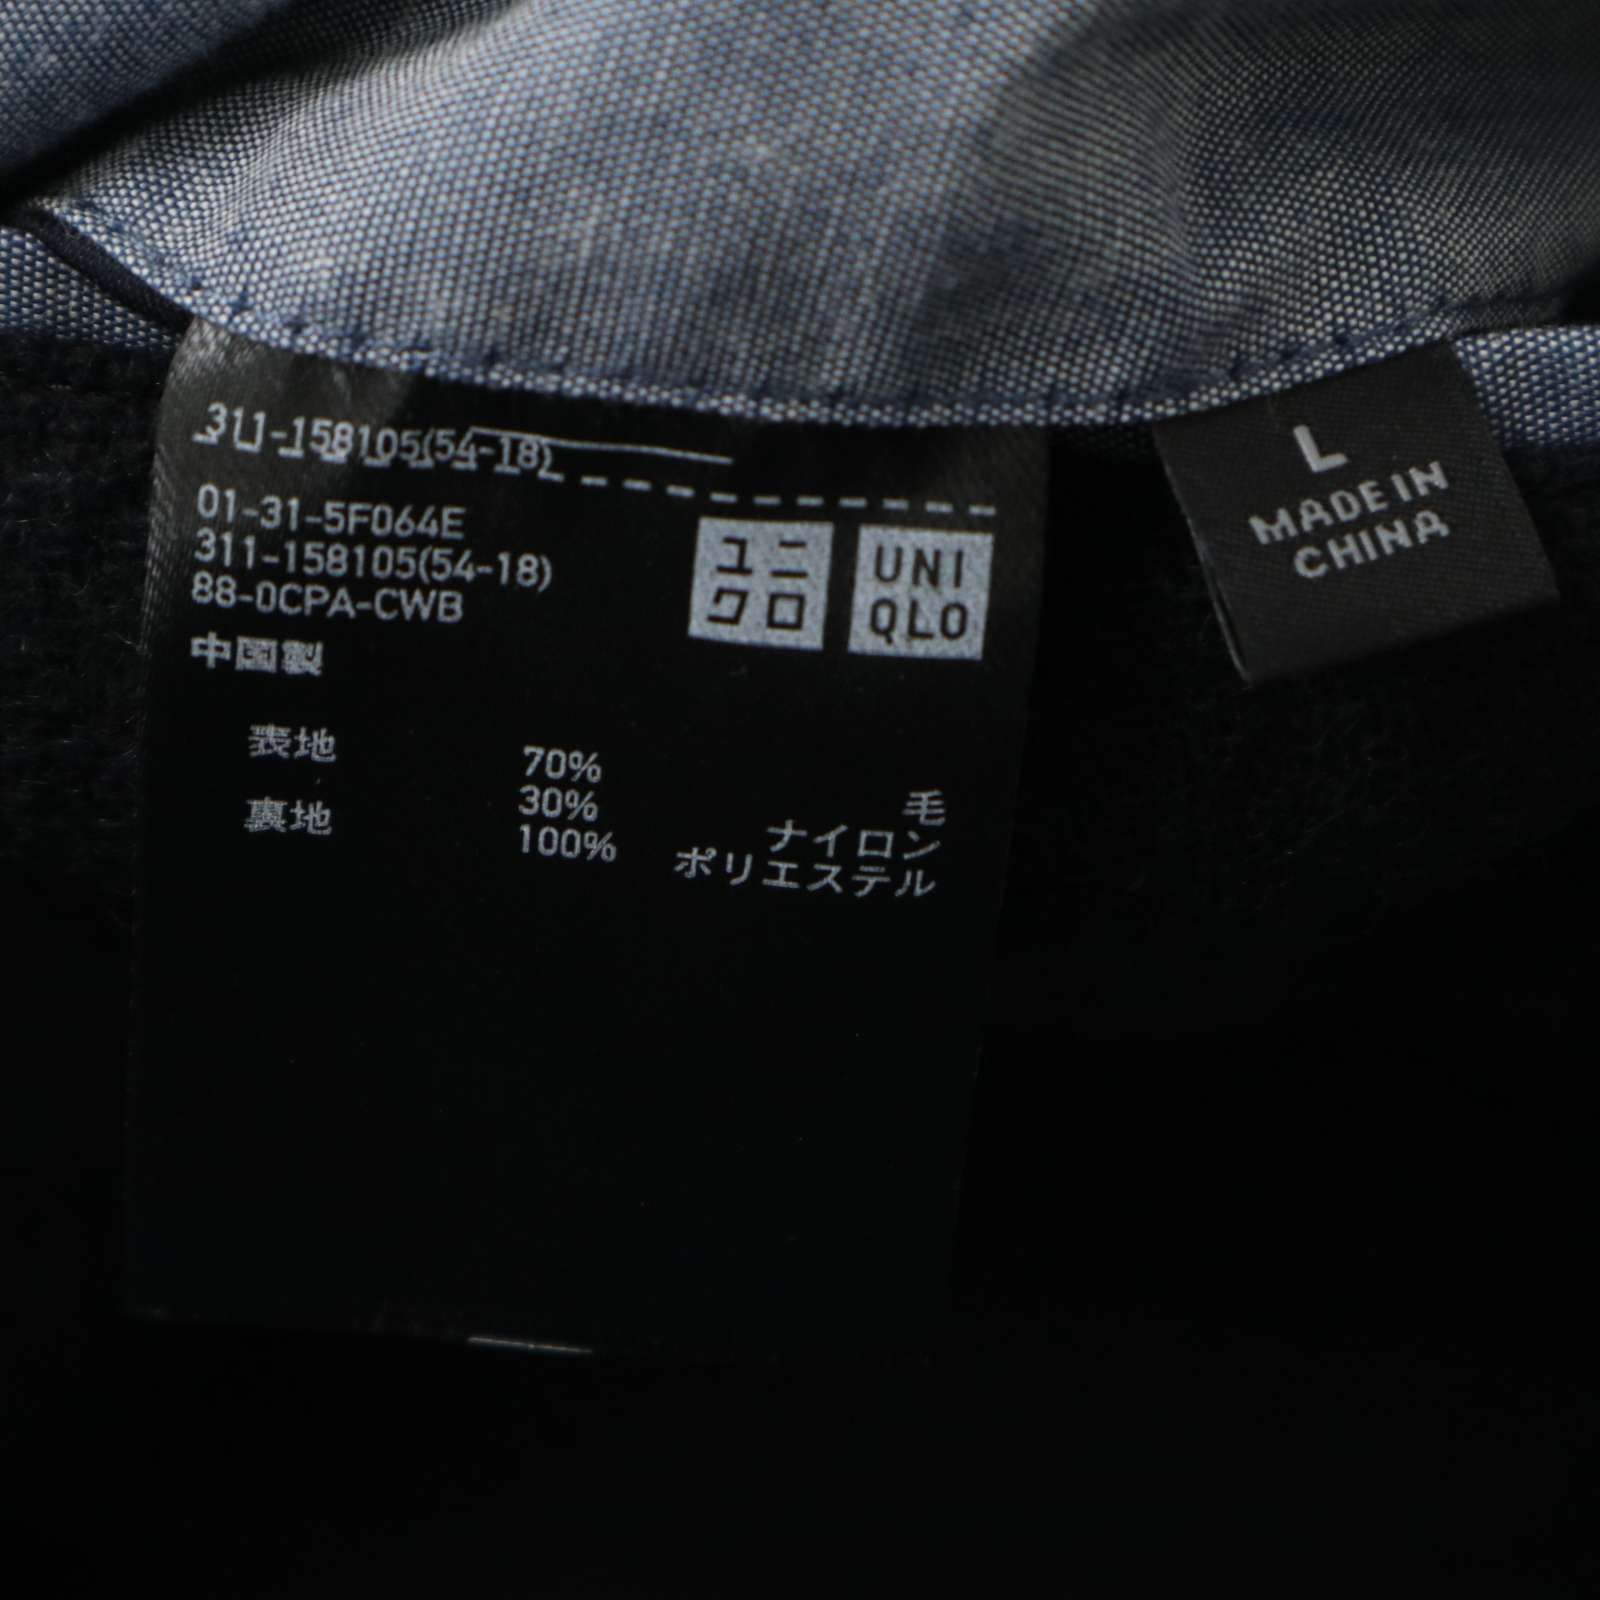 311-158105(54-18)
01-31-5F064E
311-158105(54-18)
88-0CPA-CWB
中国製
ユニ
クロ
UNI
QLO
表地 70% 毛
30% ナイロン
裏地 100% ポリエステル
L
MADE IN
CHINA